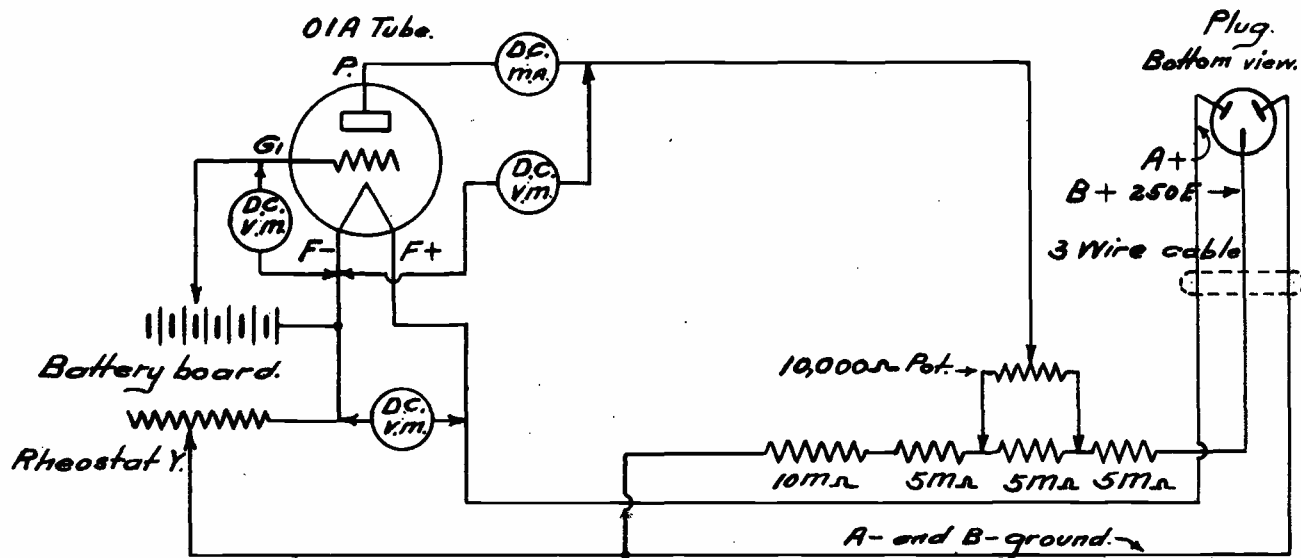 01A Tube.
P.
D.C.
M.A.
Plug.
Bottom view.
G1
D.C.
V.M.
D.C.
V.M.
A+
B+ 250E
F-
F+
3 Wire cable
Battery board.
10,000Ω Pot.
D.C.
V.M.
Rheostat Y.
10MΩ
5MΩ
5MΩ
5MΩ
A- and B- ground.